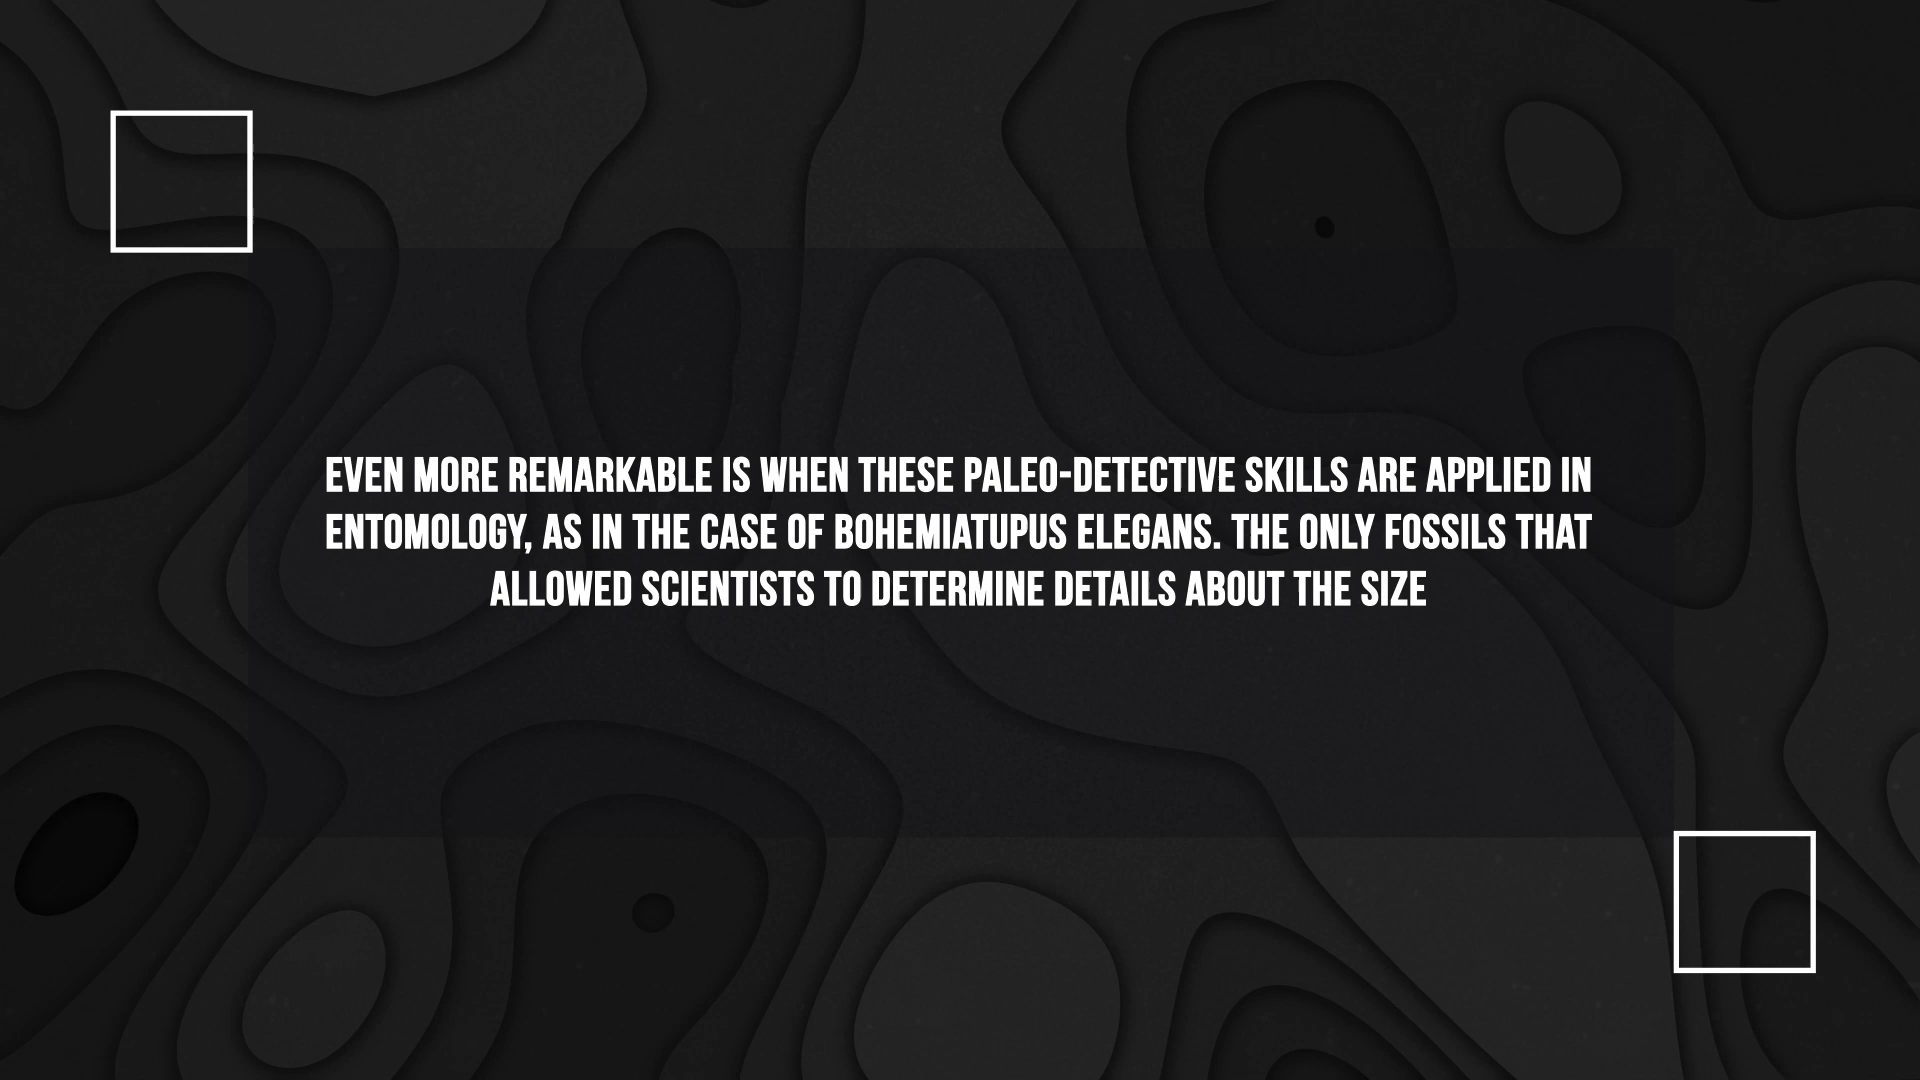 EVEN MORE REMARKABLE IS WHEN THESE PALEO-DETECTIVE SKILLS ARE APPLIED IN
ENTOMOLOGY, AS IN THE CASE OF BOHEMIATUPUS ELEGANS. THE ONLY FOSSILS THAT
ALLOWED SCIENTISTS TO DETERMINE DETAILS ABOUT THE SIZE